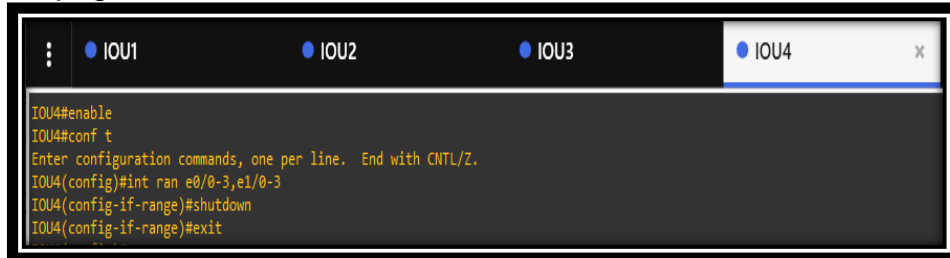 IOU1 IOU2 IOU3 IOU4 ×
IOU4#enable
IOU4#conf t
Enter configuration commands, one per line. End with CNTL/Z.
IOU4(config)#int ran e0/0-3,e1/0-3
IOU4(config-if-range)#shutdown
IOU4(config-if-range)#exit